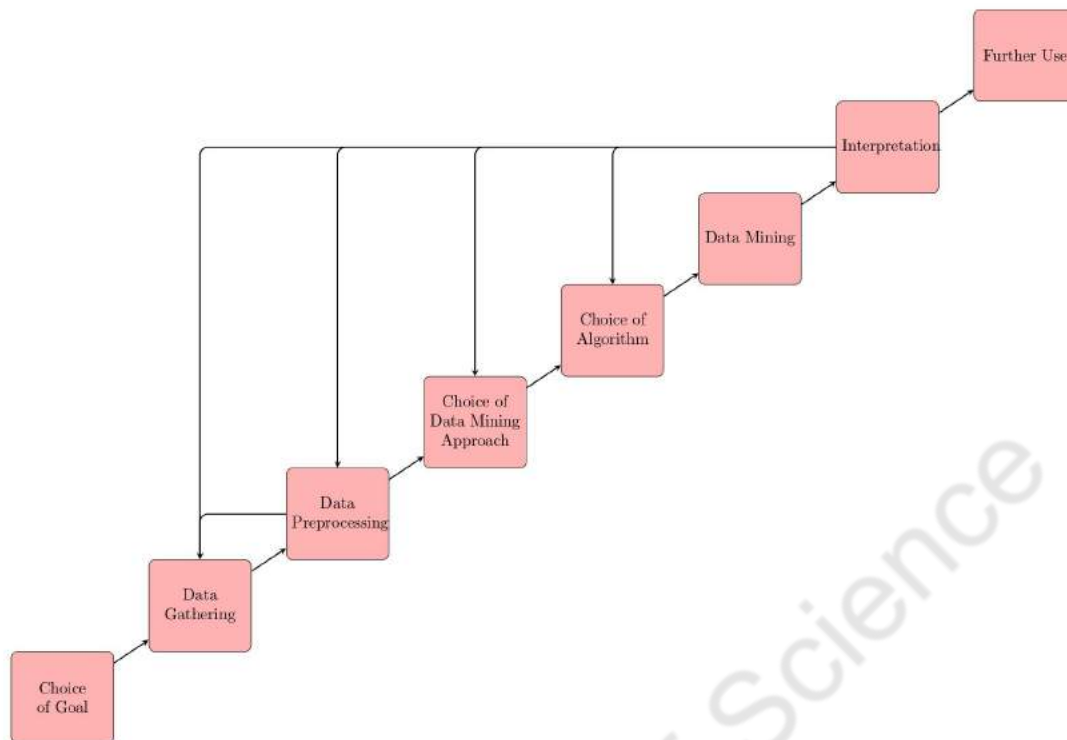 Further Use
Interpretation
Data Mining
Choice of
Algorithm
Choice of
Data Mining
Approach
Data
Preprocessing
Data
Gathering
Choice
of Goal
Science